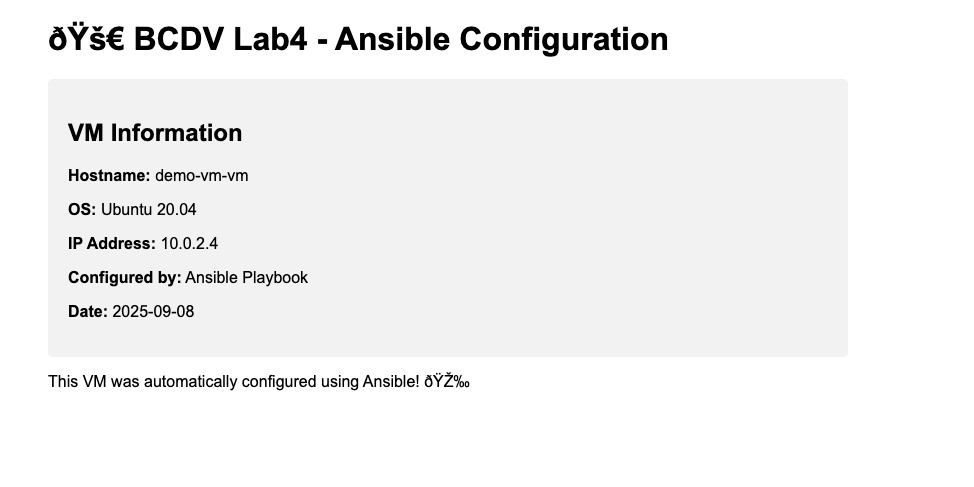 ðŸš€ BCDV Lab4 - Ansible Configuration
VM Information
Hostname: demo-vm-vm
OS: Ubuntu 20.04
IP Address: 10.0.2.4
Configured by: Ansible Playbook
Date: 2025-09-08
This VM was automatically configured using Ansible! ðŸŽ‰